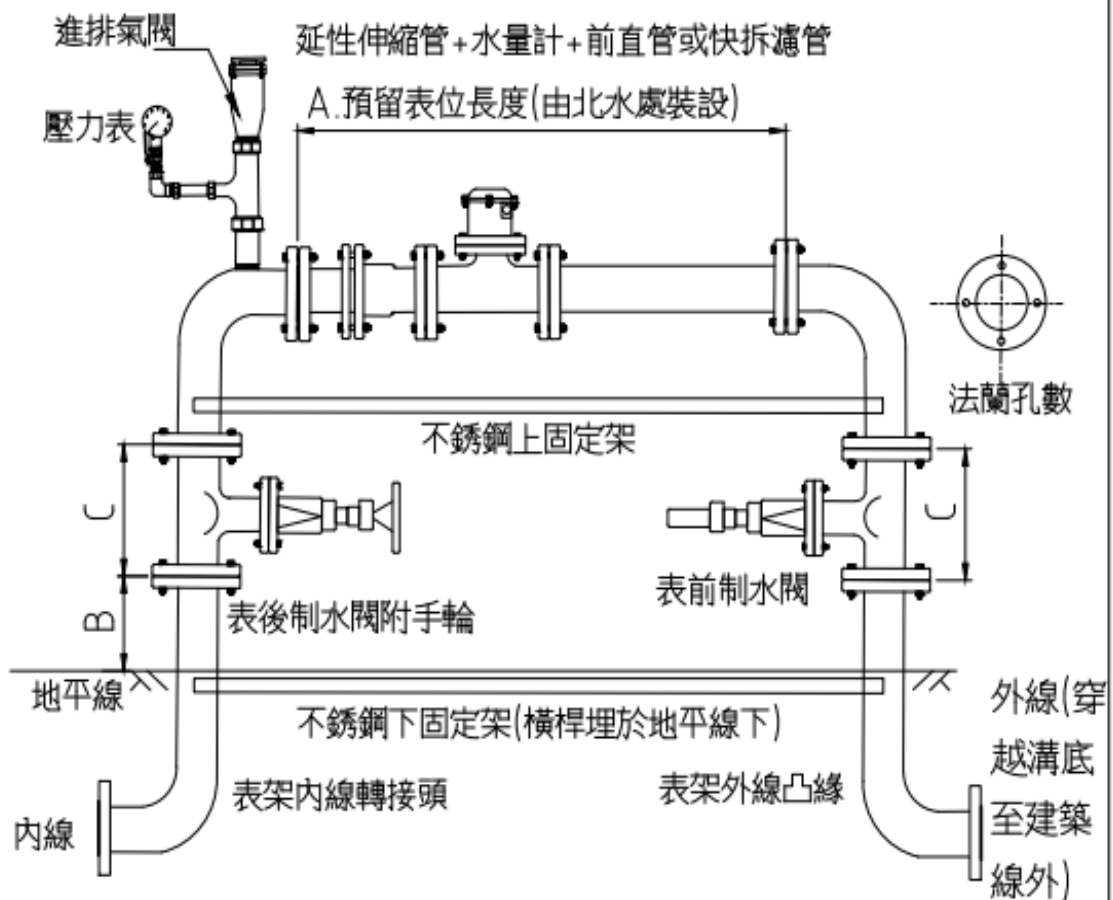 進排氣閥
延性伸縮管+水量計+前直管或快拆濾管
A.預留表位長度(由北水處裝設)
壓力表
法蘭孔數
不銹鋼上固定架
C
C
表前制水閥
B
表後制水閥附手輪
地平線
不銹鋼下固定架(橫桿埋於地平線下)
外線(穿
越溝底
至建築
線外)
表架內線轉接頭
表架外線凸緣
內線